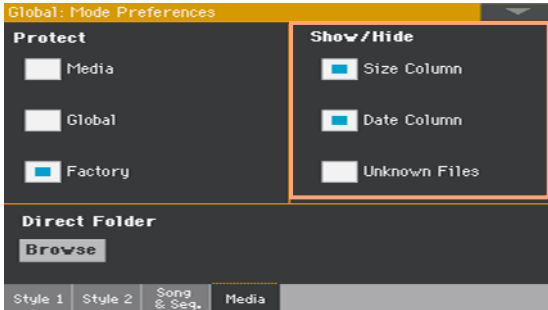 Global: Mode Preferences
Protect
Media
Global
Factory
Show/Hide
Size Column
Date Column
Unknown Files
Direct Folder
Browse
Style 1
Style 2
Song
& Seq.
Media